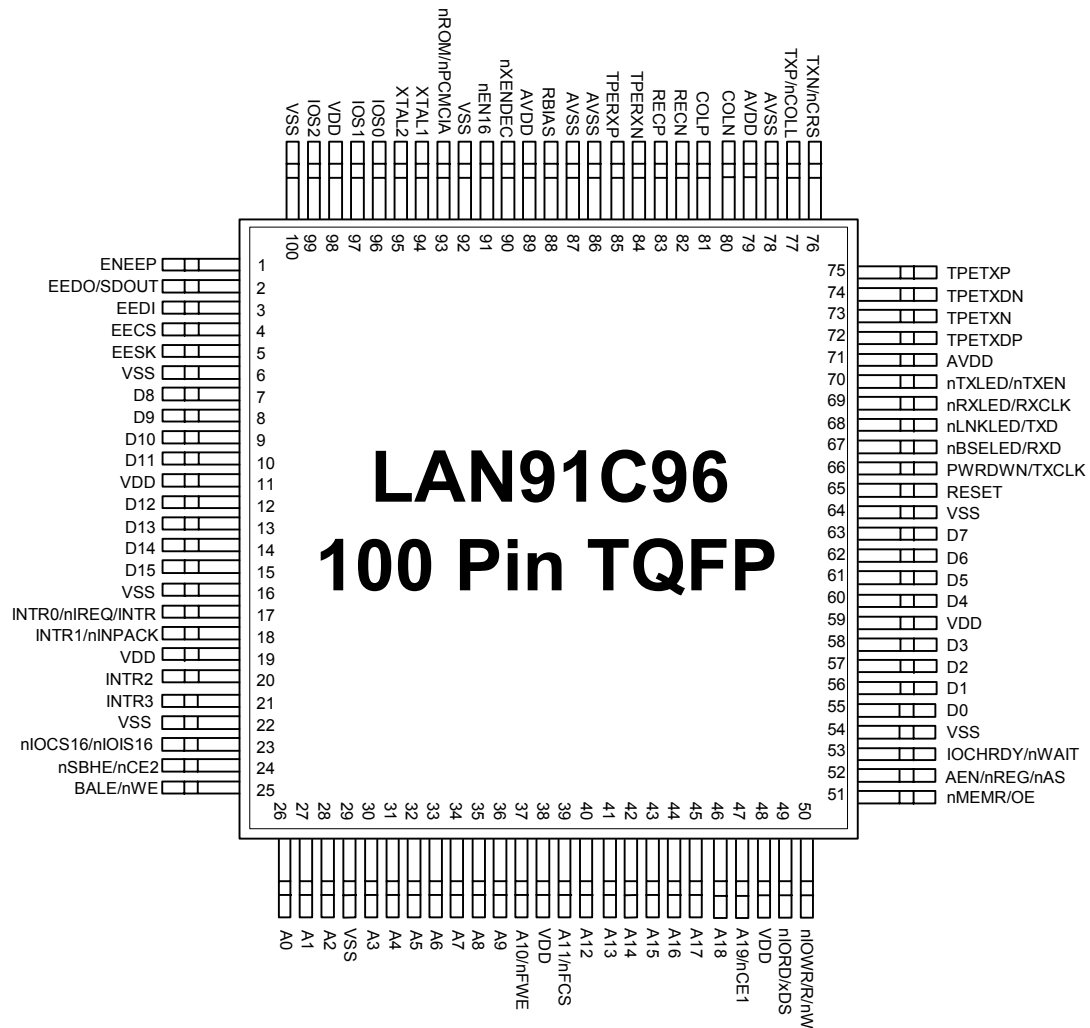 VSS
IOS2
VDD
IOS1
IOS0
XTAL2
XTAL1
nROM/nPCMCIA
VSS
nEN16
nXENDEC
AVDD
RBIAS
AVSS
AVSS
TPERXP
TPERXN
RECP
RECN
COLP
COLN
AVDD
AVSS
TXP/nCOLL
TXN/nCRS
100
99
98
97
96
95
94
93
92
91
90
89
88
87
86
85
84
83
82
81
80
79
78
77
76
ENEEP 1
EEDO/SDOUT 2
EEDI 3
EECS 4
EESK 5
VSS 6
D8 7
D9 8
D10 9
D11 10
VDD 11
D12 12
D13 13
D14 14
D15 15
VSS 16
INTR0/nIREQ/INTR 17
INTR1/nINPACK 18
VDD 19
INTR2 20
INTR3 21
VSS 22
nIOCS16/nIOIS16 23
nSBHE/nCE2 24
BALE/nWE 25
LAN91C96
100 Pin TQFP
75 TPETXP
74 TPETXDN
73 TPETXN
72 TPETXDP
71 AVDD
70 nTXLED/nTXEN
69 nRXLED/RXCLK
68 nLNKLED/TXD
67 nBSELED/RXD
66 PWRDWN/TXCLK
65 RESET
64 VSS
63 D7
62 D6
61 D5
60 D4
59 VDD
58 D3
57 D2
56 D1
55 D0
54 VSS
53 IOCHRDY/nWAIT
52 AEN/nREG/nAS
51 nMEMR/OE
26
27
28
29
30
31
32
33
34
35
36
37
38
39
40
41
42
43
44
45
46
47
48
49
50
A0
A1
A2
VSS
A3
A4
A5
A6
A7
A8
A9
A10/nFWE
VDD
A11/nFCS
A12
A13
A14
A15
A16
A17
A18
A19/nCE1
VDD
nIORD/xDS
nIOWR/R/nW